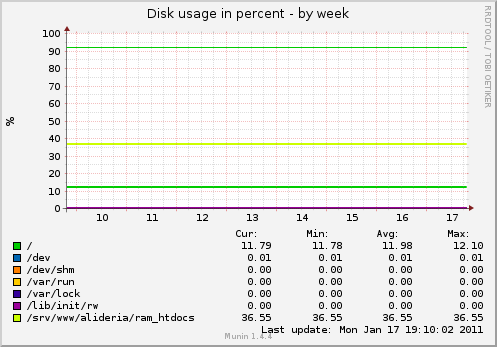 Disk usage in percent - by week
RRDTOOL / TOBI OETIKER
%
100
90
80
70
60
50
40
30
20
10
0
10 11 12 13 14 15 16 17
Cur: Min: Avg: Max:
/ 11.79 11.78 11.98 12.10
/dev 0.01 0.01 0.01 0.01
/dev/shm 0.00 0.00 0.00 0.00
/var/run 0.00 0.00 0.00 0.00
/var/lock 0.00 0.00 0.00 0.00
/lib/init/rw 0.00 0.00 0.00 0.00
/srv/www/alideria/ram_htdocs 36.55 36.55 36.55 36.55
Last update: Mon Jan 17 19:10:02 2011
Munin 1.4.4